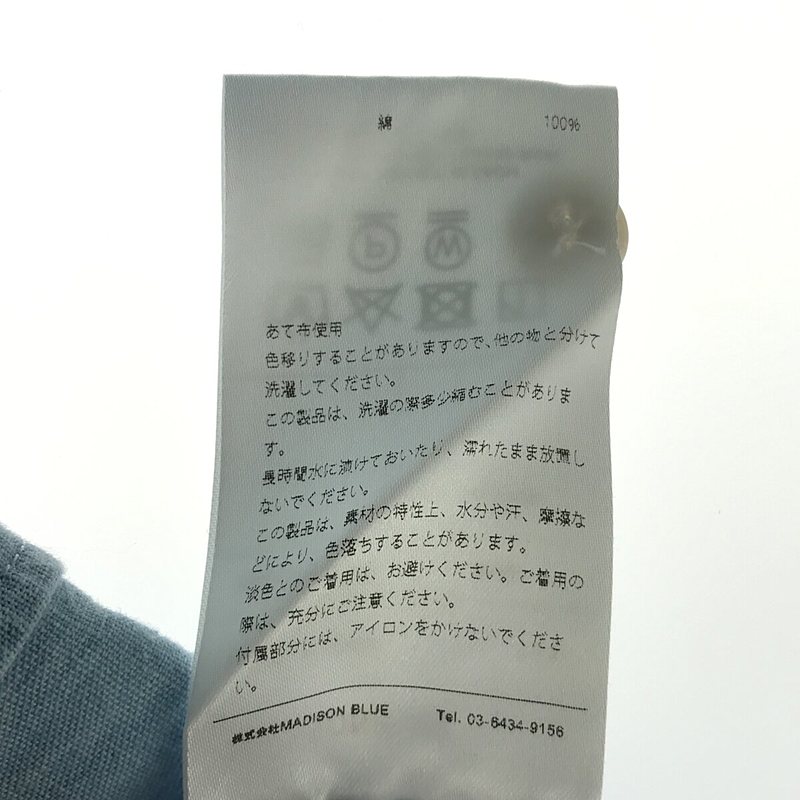 綿 100%
あて布使用
色移りすることがありますので、他の物と分けて
洗濯してください。
この製品は、洗濯の際多少縮むことがありま
す。
長時間水に漬けておいたり、濡れたまま放置し
ないでください。
この製品は、素材の特性上、水分や汗、摩擦な
どにより、色落ちすることがあります。
淡色とのご着用は、お避けください。ご着用の
際は、充分にご注意ください。
付属部分には、アイロンをかけないでくださ
い。
株式会社MADISON BLUE Tel. 03-6434-9156